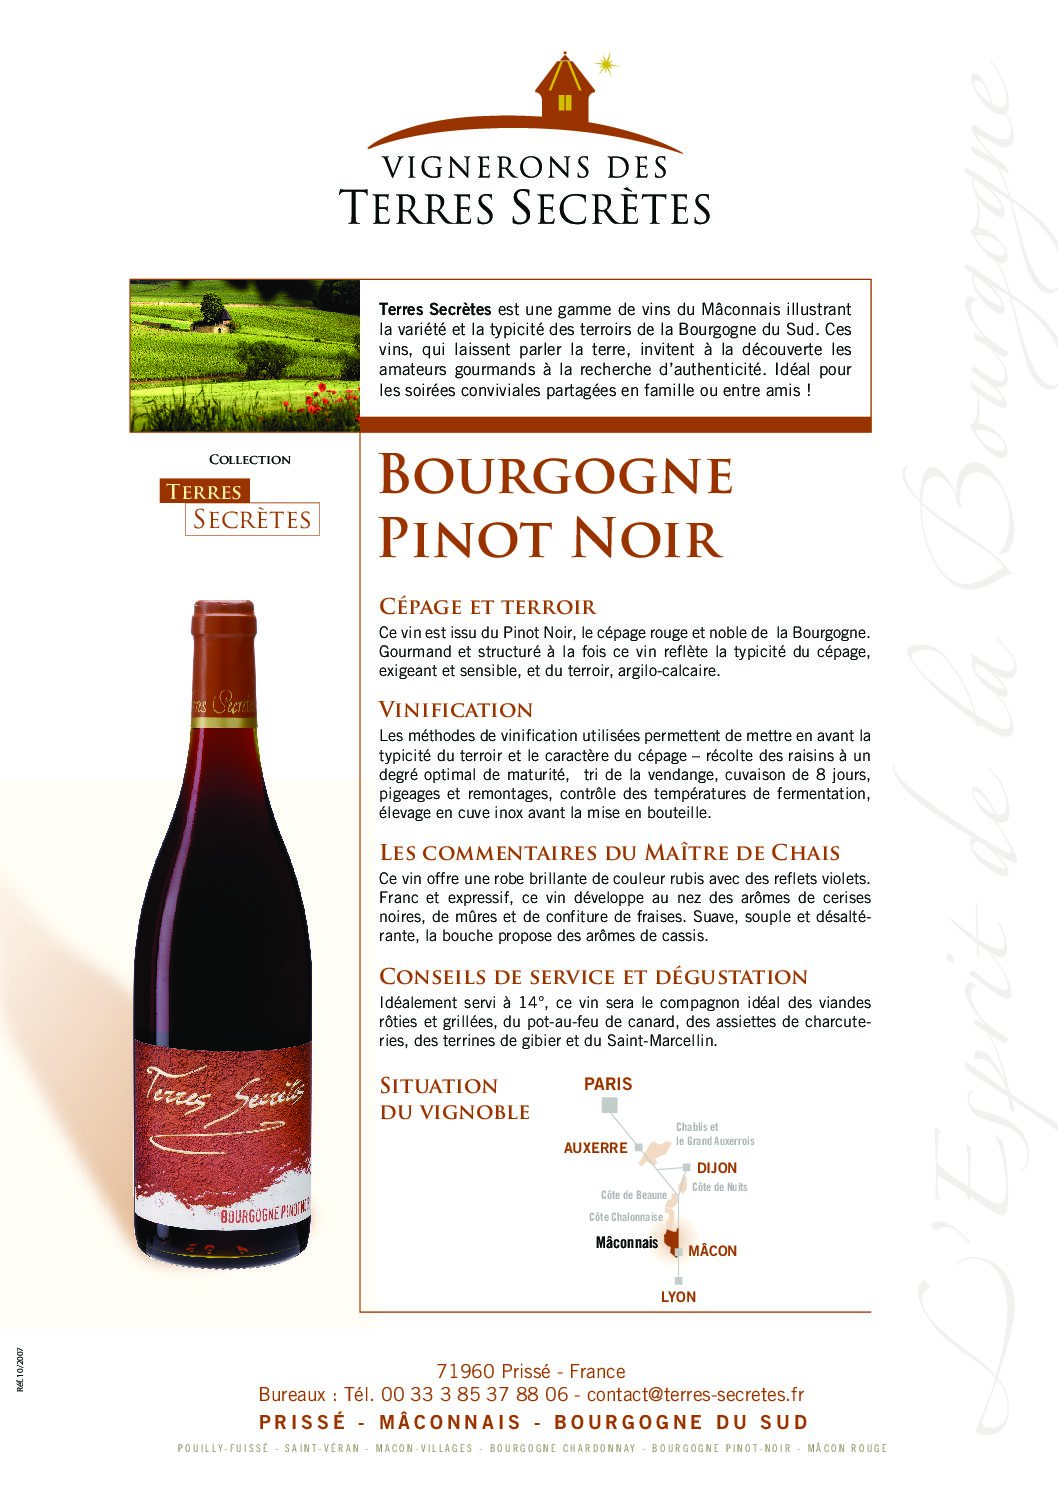 VIGNERONS DES
TERRES SECRÈTES
Terres Secrètes est une gamme de vins du Mâconnais illustrant
la variété et la typicité des terroirs de la Bourgogne du Sud. Ces
vins, qui laissent parler la terre, invitent à la découverte les
amateurs gourmands à la recherche d'authenticité. Idéal pour
les soirées conviviales partagées en famille ou entre amis !
COLLECTION
TERRES
SECRÈTES
BOURGOGNE
PINOT NOIR
CÉPAGE ET TERROIR
Ce vin est issu du Pinot Noir, le cépage rouge et noble de la Bourgogne.
Gourmand et structuré à la fois ce vin reflète la typicité du cépage,
exigeant et sensible, et du terroir, argilo-calcaire.
VINIFICATION
Les méthodes de vinification utilisées permettent de mettre en avant la
typicité du terroir et le caractère du cépage – récolte des raisins à un
degré optimal de maturité, tri de la vendange, cuvaison de 8 jours,
pigeages et remontages, contrôle des températures de fermentation,
élevage en cuve inox avant la mise en bouteille.
LES COMMENTAIRES DU MAÎTRE DE CHAIS
Ce vin offre une robe brillante de couleur rubis avec des reflets violets.
Franc et expressif, ce vin développe au nez des arômes de cerises
noires, de mûres et de confiture de fraises. Suave, souple et désalté-
rante, la bouche propose des arômes de cassis.
CONSEILS DE SERVICE ET DÉGUSTATION
Idéalement servi à 14°, ce vin sera le compagnon idéal des viandes
rôties et grillées, du pot-au-feu de canard, des assiettes de charcute-
ries, des terrines de gibier et du Saint-Marcellin.
SITUATION
DU VIGNOBLE
PARIS
Chablis et
le Grand Auxerrois
AUXERRE
DIJON
Côte de Nuits
Côte de Beaune
Côte Chalonnaise
Mâconnais
MÂCON
LYON
res Secrète
Terres Secrètes
BOURGOGNE PINOT NOIR
L'Esprit de la Bourgogne
Réf. 10/2007
71960 Prissé - France
Bureaux : Tél. 00 33 3 85 37 88 06 - contact@terres-secretes.fr
PRISSÉ - MÂCONNAIS - BOURGOGNE DU SUD
POUILLY-FUISSÉ - SAINT-VÉRAN - MACON-VILLAGES - BOURGOGNE CHARDONNAY - BOURGOGNE PINOT-NOIR - MÂCON ROUGE